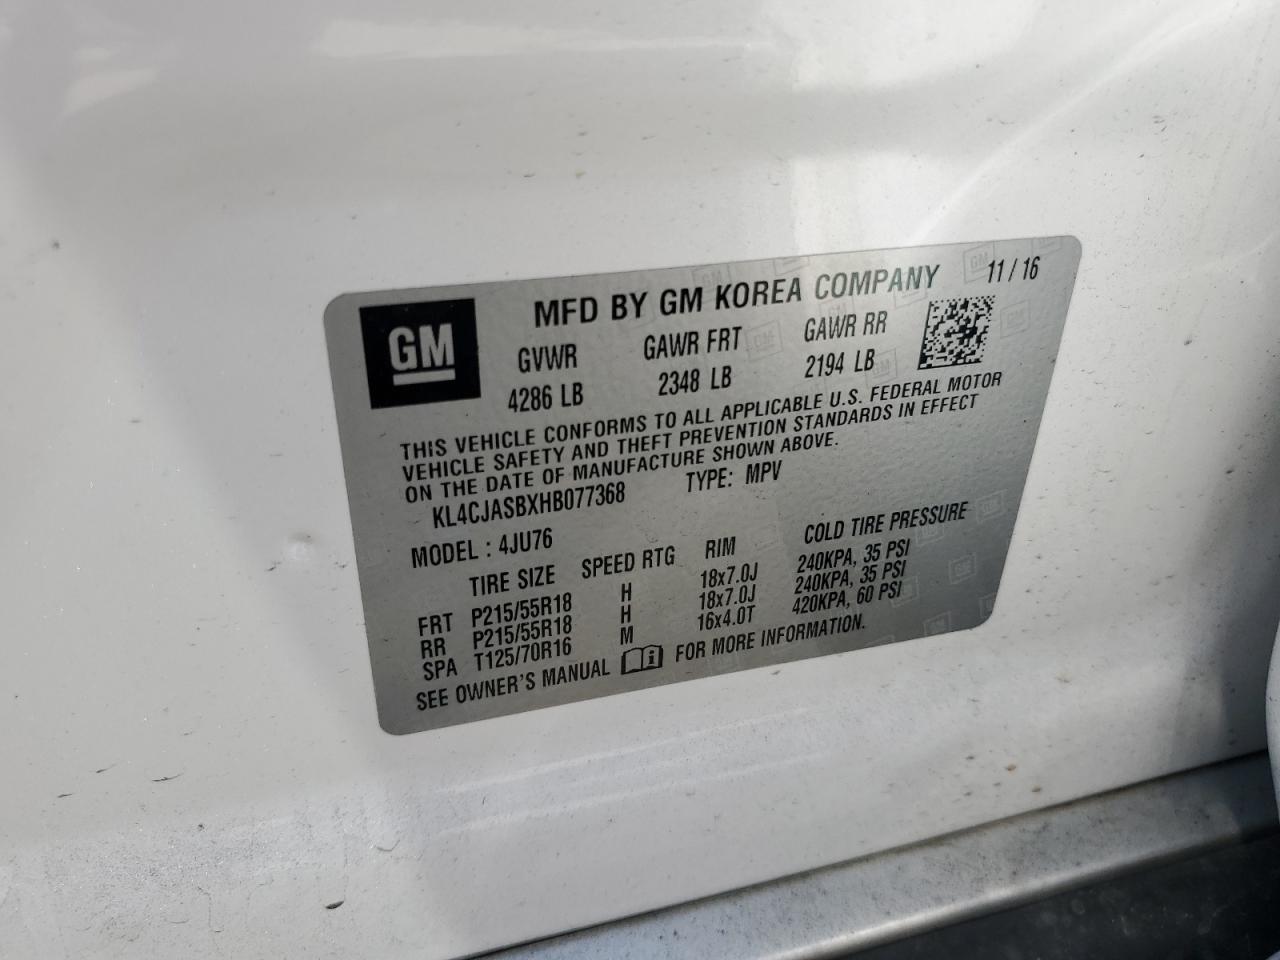 GM
MFD BY GM KOREA COMPANY 11/16
GVWR GAWR FRT GAWR RR
4286 LB 2348 LB 2194 LB
THIS VEHICLE CONFORMS TO ALL APPLICABLE U.S. FEDERAL MOTOR
VEHICLE SAFETY AND THEFT PREVENTION STANDARDS IN EFFECT
ON THE DATE OF MANUFACTURE SHOWN ABOVE.
KL4CJASBXHB077368 TYPE: MPV
MODEL : 4JU76
TIRE SIZE SPEED RTG RIM COLD TIRE PRESSURE
FRT P215/55R18 H 18x7.0J 240KPA, 35 PSI
RR P215/55R18 H 18x7.0J 240KPA, 35 PSI
SPA T125/70R16 M 16x4.0T 420KPA, 60 PSI
SEE OWNER'S MANUAL i FOR MORE INFORMATION.